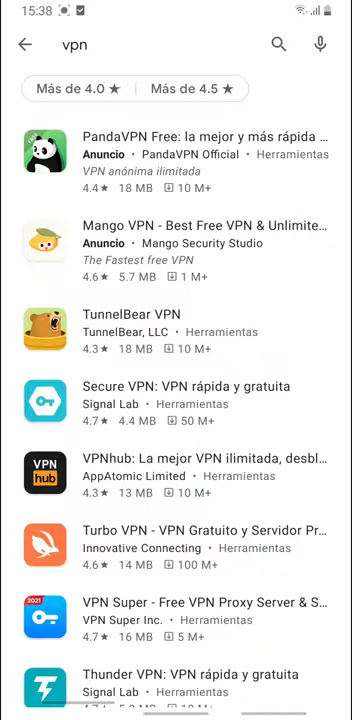 15:38
vpn
Más de 4.0 ★ Más de 4.5 ★
FREE
PandaVPN Free: la mejor y más rápida ...
Anuncio • PandaVPN Official • Herramientas
VPN anónima ilimitada
4.4★ 18 MB 10 M+
Mango VPN - Best Free VPN & Unlimite...
Anuncio • Mango Security Studio
The Fastest free VPN
4.6★ 5.7 MB 1 M+
TunnelBear VPN
TunnelBear, LLC • Herramientas
4.3★ 18 MB 10 M+
Secure VPN: VPN rápida y gratuita
Signal Lab • Herramientas
4.7★ 4.4 MB 50 M+
VPN
hub
VPNhub: La mejor VPN ilimitada, desbl...
AppAtomic Limited • Herramientas
4.3★ 13 MB 10 M+
Turbo VPN - VPN Gratuito y Servidor Pr...
Innovative Connecting • Herramientas
4.6★ 14 MB 100 M+
2021
VPN Super - Free VPN Proxy Server & S...
VPN Super Inc. • Herramientas
4.7★ 16 MB 5 M+
Thunder VPN: VPN rápida y gratuita
Signal Lab • Herramientas